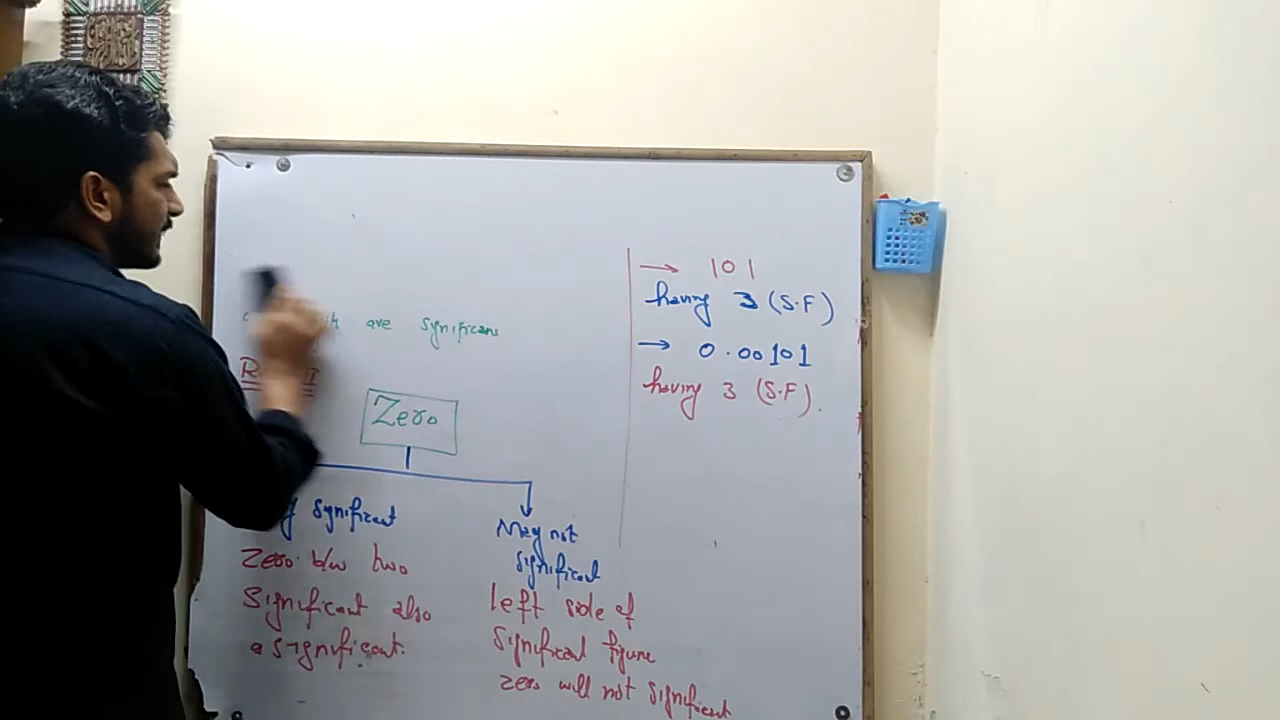 are significans
Zero
significant
Zero b/w two
Significant also
a significant.
May not
significant
left side of
Significant figure
zero will not significant
→ 101
having 3 (S.F)
→ 0.00101
having 3 (S.F).